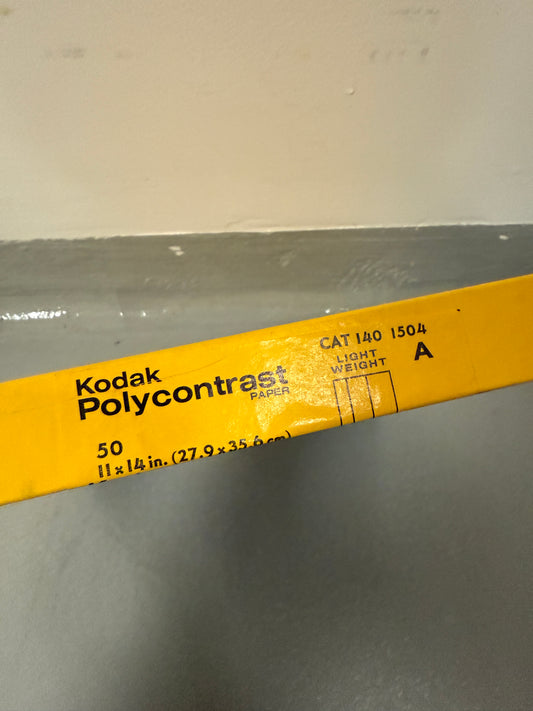 Kodak
Polycontrast
PAPER
50
11 x 14 in. (27.9 x 35.6 cm)
CAT 140 1504
LIGHT
WEIGHT
A